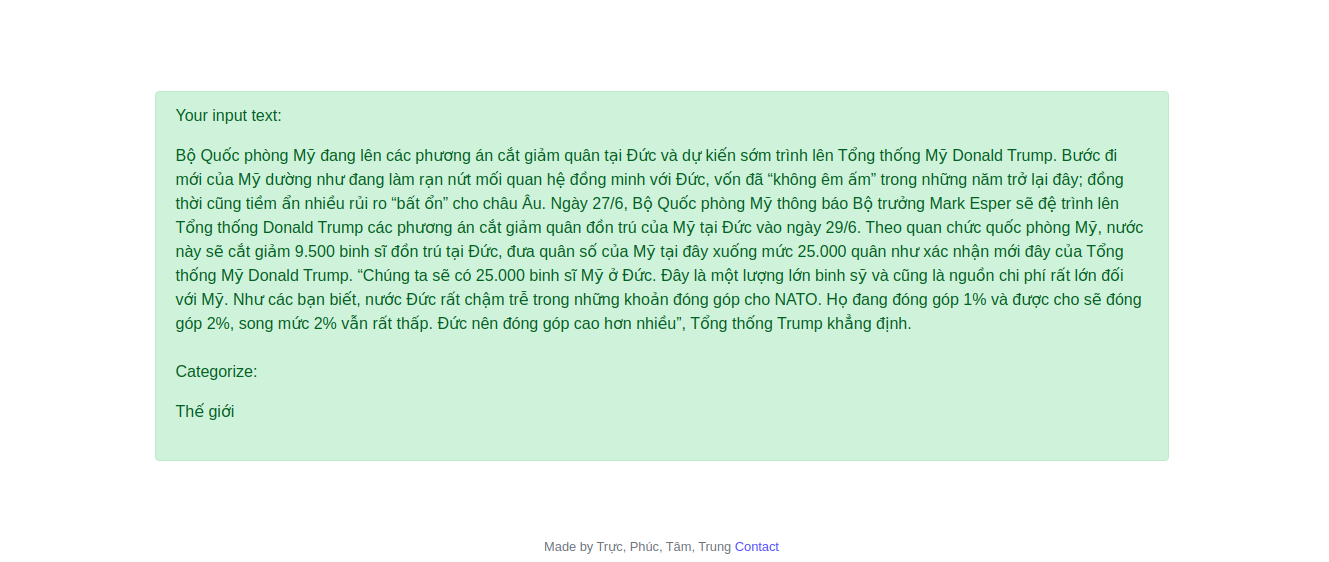 Your input text:
Bộ Quốc phòng Mỹ đang lên các phương án cắt giảm quân tại Đức và dự kiến sớm trình lên Tổng thống Mỹ Donald Trump. Bước đi
mới của Mỹ dường như đang làm rạn nứt mối quan hệ đồng minh với Đức, vốn đã “không êm ấm” trong những năm trở lại đây; đồng
thời cũng tiềm ẩn nhiều rủi ro “bất ổn” cho châu Âu. Ngày 27/6, Bộ Quốc phòng Mỹ thông báo Bộ trưởng Mark Esper sẽ đệ trình lên
Tổng thống Donald Trump các phương án cắt giảm quân đồn trú của Mỹ tại Đức vào ngày 29/6. Theo quan chức quốc phòng Mỹ, nước
này sẽ cắt giảm 9.500 binh sĩ đồn trú tại Đức, đưa quân số của Mỹ tại đây xuống mức 25.000 quân như xác nhận mới đây của Tổng
thống Mỹ Donald Trump. “Chúng ta sẽ có 25.000 binh sĩ Mỹ ở Đức. Đây là một lượng lớn binh sỹ và cũng là nguồn chi phí rất lớn đối
với Mỹ. Như các bạn biết, nước Đức rất chậm trễ trong những khoản đóng góp cho NATO. Họ đang đóng góp 1% và được cho sẽ đóng
góp 2%, song mức 2% vẫn rất thấp. Đức nên đóng góp cao hơn nhiều”, Tổng thống Trump khẳng định.
Categorize:
Thế giới
Made by Trực, Phúc, Tâm, Trung Contact